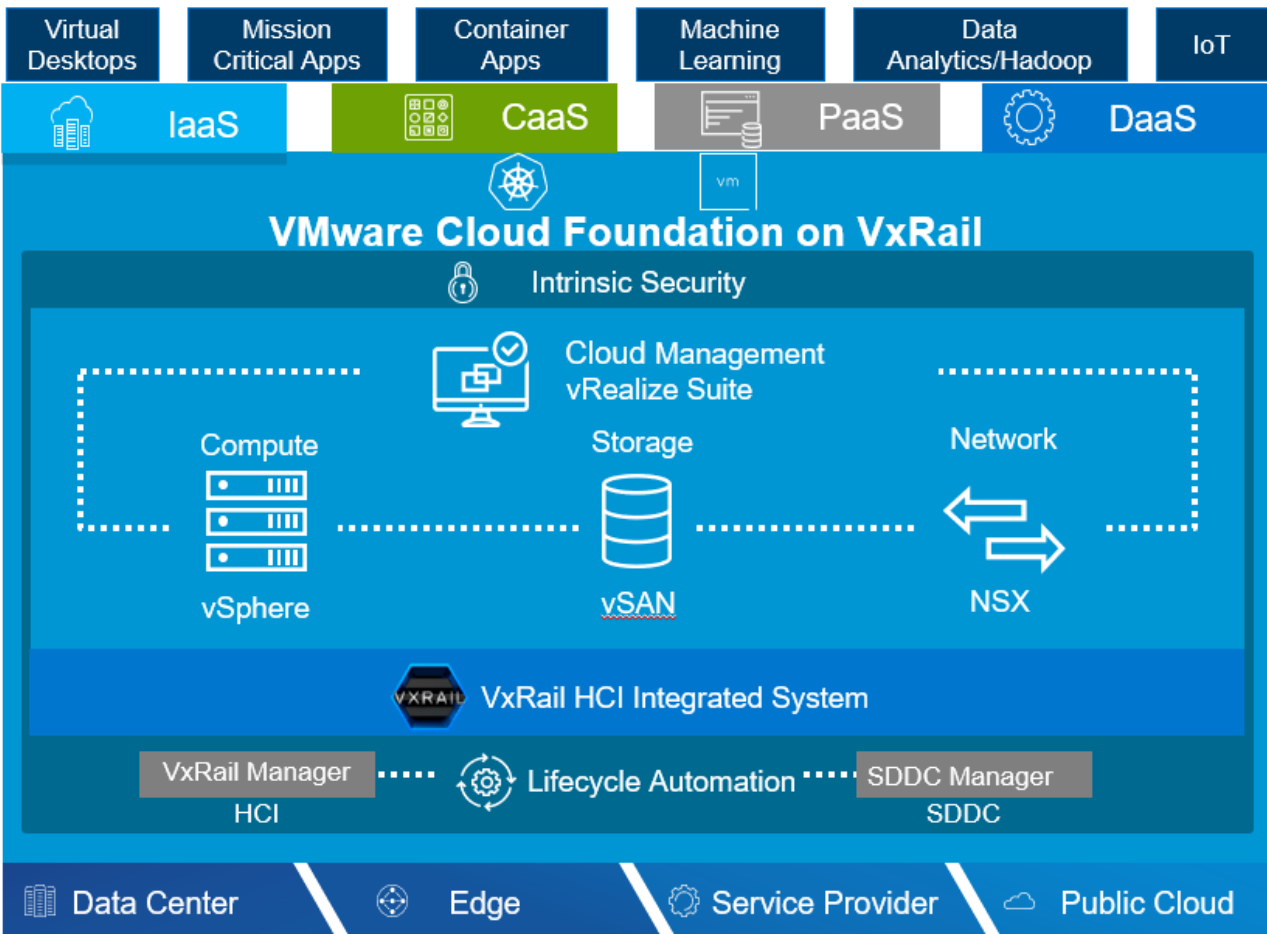 Virtual
Desktops
Mission
Critical Apps
Container
Apps
Machine
Learning
Data
Analytics/Hadoop
IoT
IaaS
CaaS
PaaS
DaaS
vm
VMware Cloud Foundation on VxRail
Intrinsic Security
Cloud Management
vRealize Suite
Compute
Storage
Network
vSphere
vSAN
NSX
VXRAIL
VxRail HCI Integrated System
VxRail Manager
Lifecycle Automation
SDDC Manager
HCI
SDDC
Data Center
Edge
Service Provider
Public Cloud